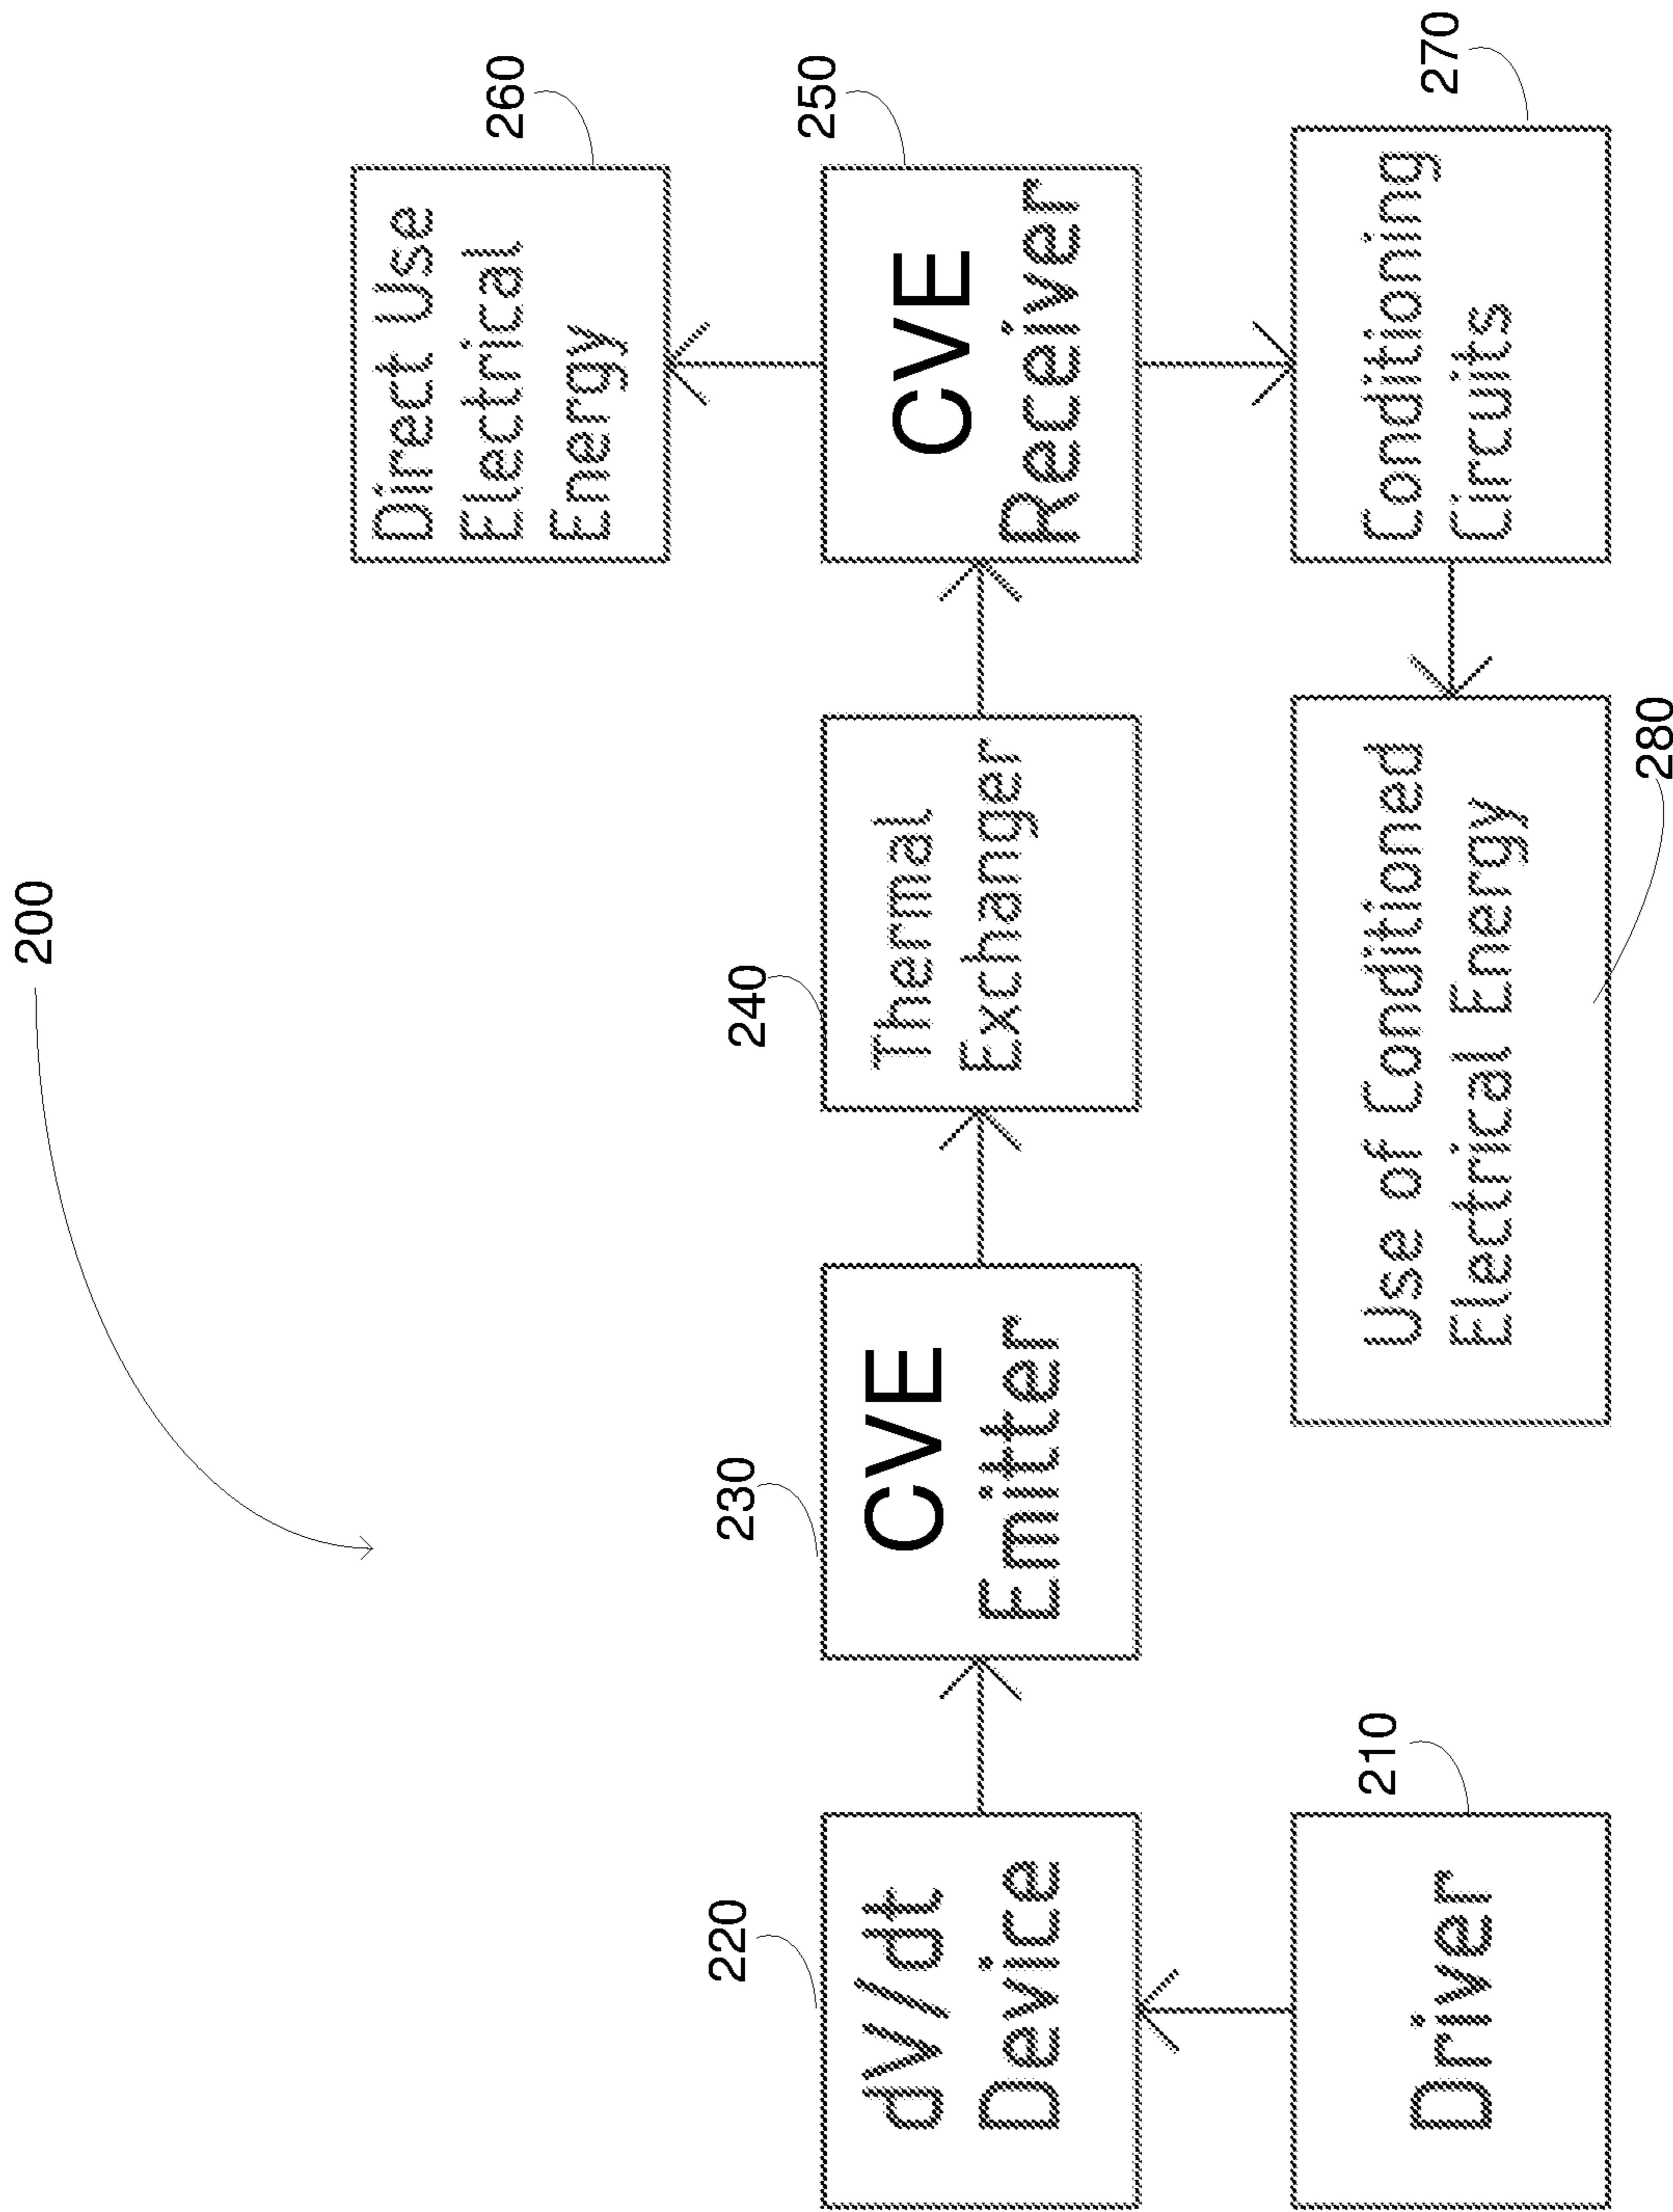 200
260
Direct Use
Electrical
Energy
220
dV/dt
Device
230
CVE
Emitter
240
Thermal
Exchanger
250
CVE
Receiver
210
Driver
280
Use of Conditioned
Electrical Energy
270
Conditioning
Circuits